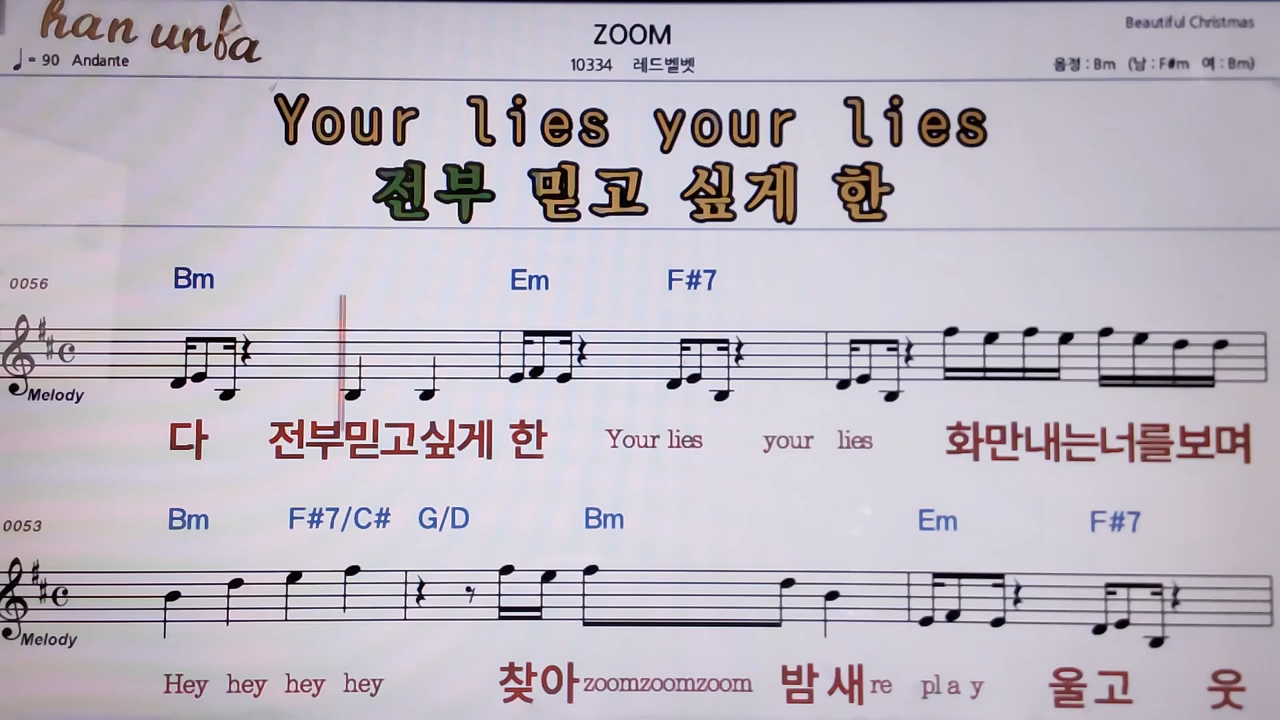 han unfa
ZOOM
Beautiful Christmas
♩= 90 Andante
10334 레드벨벳
음정 : Bm (남 : F#m 여 : Bm)
Your lies your lies
전부 믿고 싶게 한
0056 Bm Em F#7
Melody
다 전부믿고싶게 한 Your lies your lies 화만내는너를보며
0053 Bm F#7/C# G/D Bm Em F#7
Melody
Hey hey hey hey 찾아zoomzoomzoom 밤새re play 울고 웃